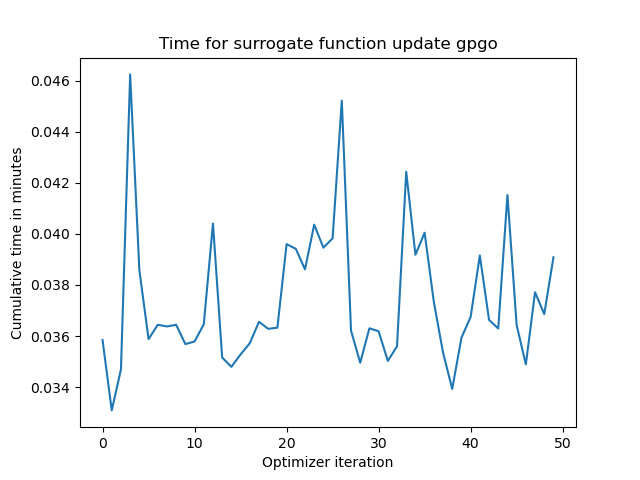 Time for surrogate function update gpgo
0.046
0.044
0.042
0.040
0.038
0.036
0.034
Cumulative time in minutes
0 10 20 30 40 50
Optimizer iteration